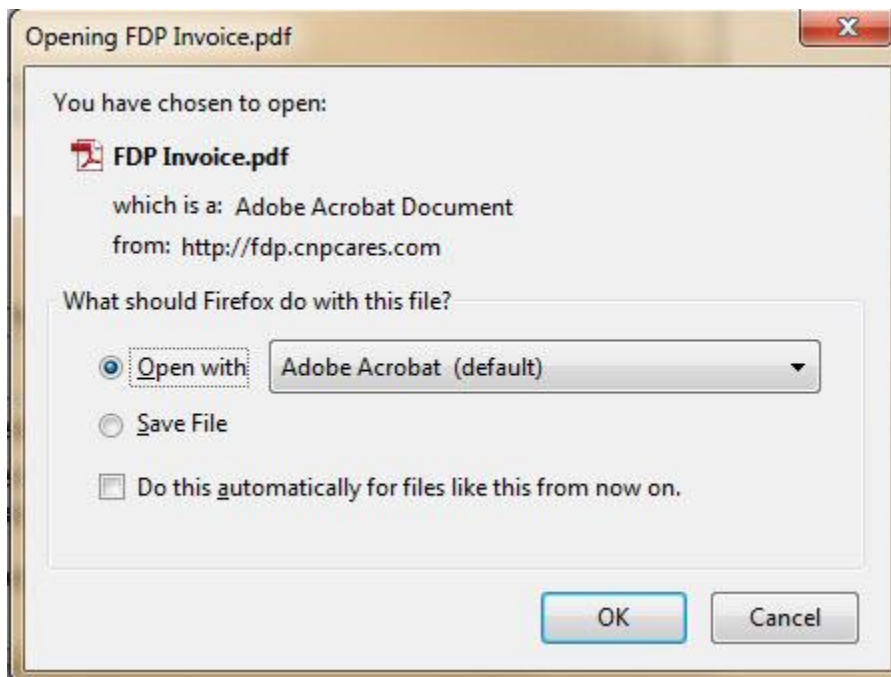 Opening FDP Invoice.pdf
You have chosen to open:
FDP Invoice.pdf
which is a: Adobe Acrobat Document
from: http://fdp.cnpcares.com
What should Firefox do with this file?
Open with Adobe Acrobat (default)
Save File
Do this automatically for files like this from now on.
OK Cancel